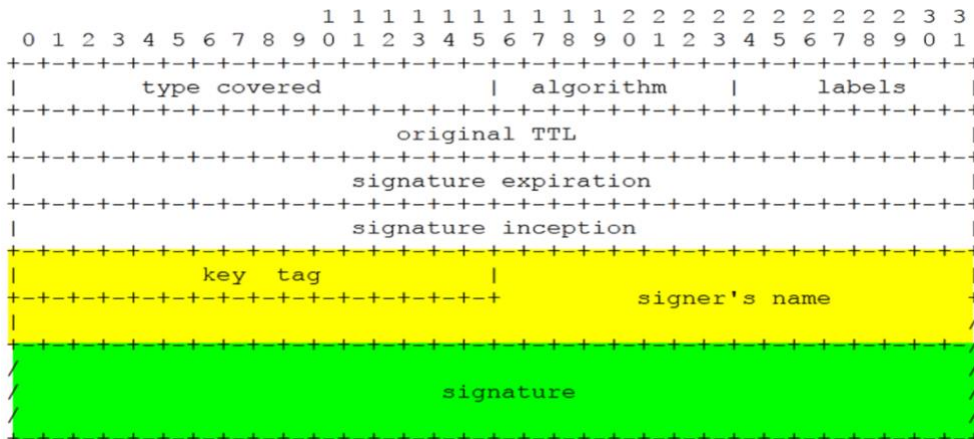 1 1 1 1 1 1 1 1 1 1 2 2 2 2 2 2 2 2 2 2 3 3
0 1 2 3 4 5 6 7 8 9 0 1 2 3 4 5 6 7 8 9 0 1 2 3 4 5 6 7 8 9 0 1
+-+-+-+-+-+-+-+-+-+-+-+-+-+-+-+-+-+-+-+-+-+-+-+-+-+-+-+-+-+-+-+-+
| type covered | algorithm | labels |
+-+-+-+-+-+-+-+-+-+-+-+-+-+-+-+-+-+-+-+-+-+-+-+-+-+-+-+-+-+-+-+-+
| original TTL |
+-+-+-+-+-+-+-+-+-+-+-+-+-+-+-+-+-+-+-+-+-+-+-+-+-+-+-+-+-+-+-+-+
| signature expiration |
+-+-+-+-+-+-+-+-+-+-+-+-+-+-+-+-+-+-+-+-+-+-+-+-+-+-+-+-+-+-+-+-+
| signature inception |
+-+-+-+-+-+-+-+-+-+-+-+-+-+-+-+-+-+-+-+-+-+-+-+-+-+-+-+-+-+-+-+-+
| key tag | |
+-+-+-+-+-+-+-+-+-+-+-+-+-+-+-+-+ signer's name +
| /
+-+-+-+-+-+-+-+-+-+-+-+-+-+-+-+-+-+-+-+-+-+-+-+-+-+-+-+-+-+-+-+-/
/ /
/ signature /
/ /
+-+-+-+-+-+-+-+-+-+-+-+-+-+-+-+-+-+-+-+-+-+-+-+-+-+-+-+-+-+-+-+-+